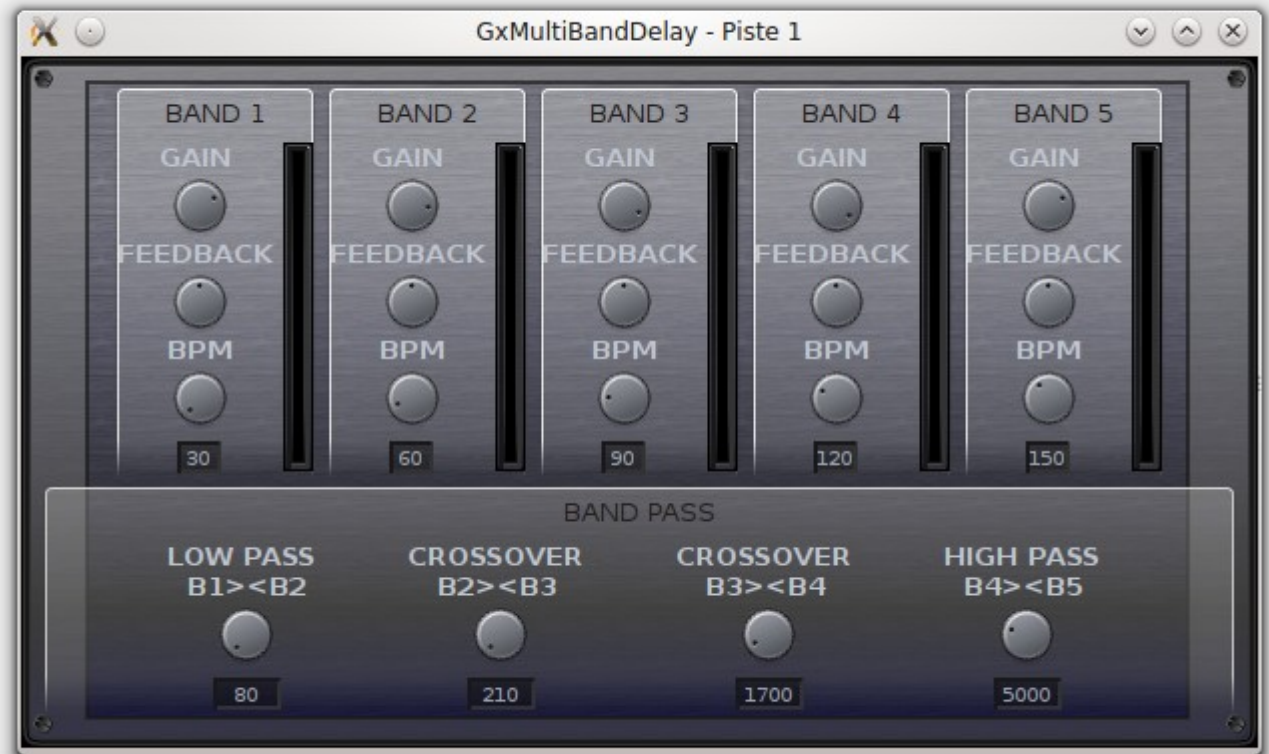 GxMultiBandDelay - Piste 1
BAND 1 BAND 2 BAND 3 BAND 4 BAND 5
GAIN GAIN GAIN GAIN GAIN
FEEDBACK FEEDBACK FEEDBACK FEEDBACK FEEDBACK
BPM BPM BPM BPM BPM
30 60 90 120 150
BAND PASS
LOW PASS CROSSOVER CROSSOVER HIGH PASS
B1><B2 B2><B3 B3><B4 B4><B5
80 210 1700 5000